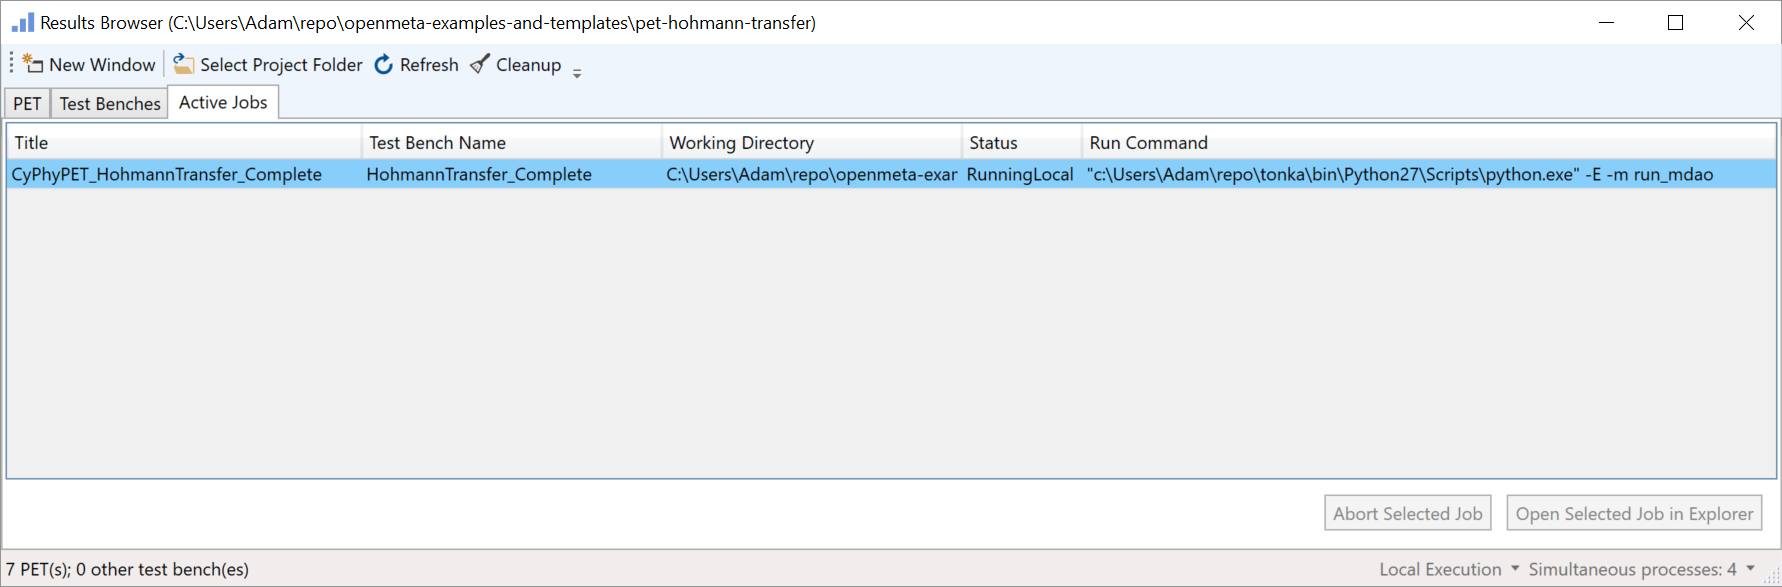 Results Browser (C:\Users\Adam\repo\openmeta-examples-and-templates\pet-hohmann-transfer)
New Window Select Project Folder Refresh Cleanup
PET Test Benches Active Jobs
Title Test Bench Name Working Directory Status Run Command
CyPhyPET_HohmannTransfer_Complete HohmannTransfer_Complete C:\Users\Adam\repo\openmeta-exar RunningLocal "c:\Users\Adam\repo\tonka\bin\Python27\Scripts\python.exe" -E -m run_mdao
Abort Selected Job Open Selected Job in Explorer
7 PET(s); 0 other test bench(es) Local Execution Simultaneous processes: 4